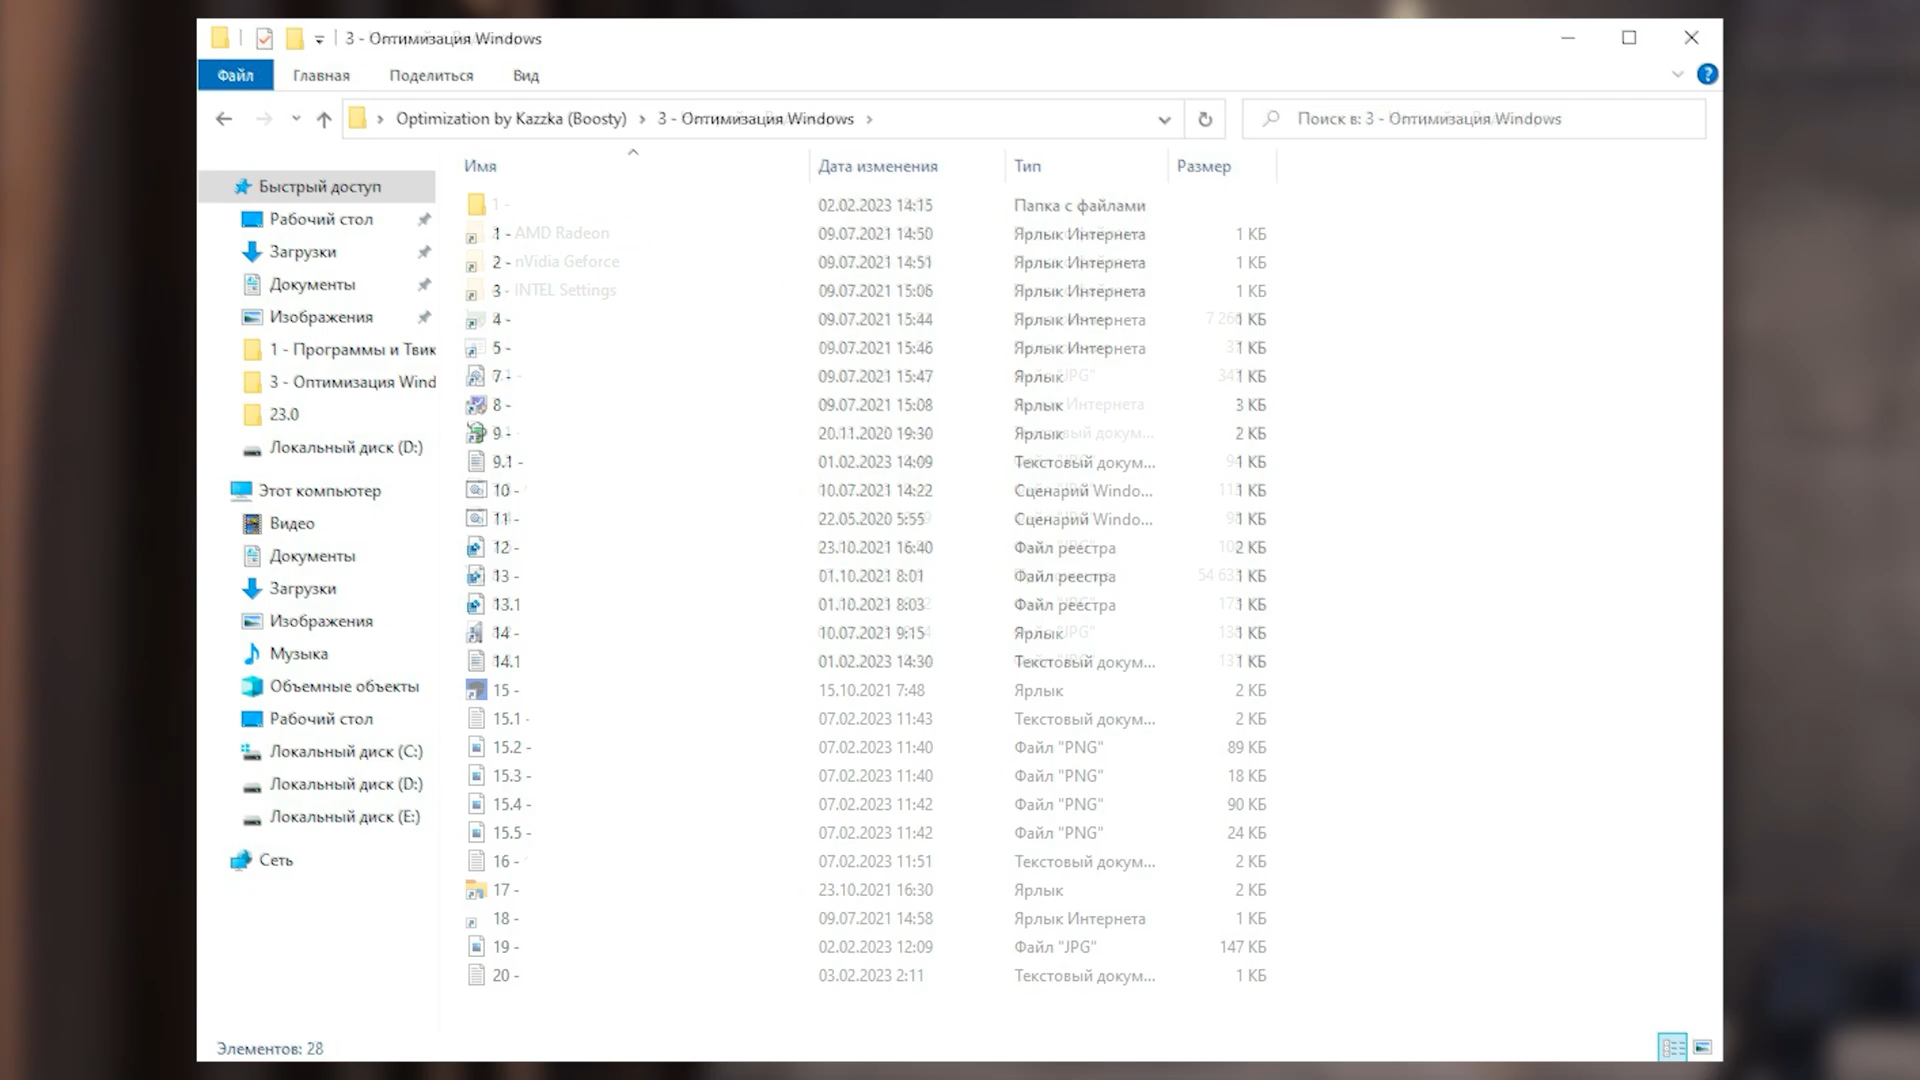 3 - Оптимизация Windows
Файл Главная Поделиться Вид
Optimization by Kazzka (Boosty) 3 - Оптимизация Windows
Поиск в: 3 - Оптимизация Windows
Имя Дата изменения Тип Размер
Быстрый доступ
Рабочий стол
Загрузки
Документы
Изображения
1 - Программы и Твик
3 - Оптимизация Wind
23.0
Локальный диск (D:)
Этот компьютер
Видео
Документы
Загрузки
Изображения
Музыка
Объемные объекты
Рабочий стол
Локальный диск (C:)
Локальный диск (D:)
Локальный диск (E:)
Сеть
1 - 02.02.2023 14:15 Папка с файлами
1 - AMD Radeon 09.07.2021 14:50 Ярлык Интернета 1 КБ
2 - nVidia Geforce 09.07.2021 14:51 Ярлык Интернета 1 КБ
3 - INTEL Settings 09.07.2021 15:06 Ярлык Интернета 1 КБ
4 - 09.07.2021 15:44 Ярлык Интернета 1 КБ
5 - 09.07.2021 15:46 Ярлык Интернета 1 КБ
7 - 09.07.2021 15:47 Ярлык 1 КБ
8 - 09.07.2021 15:08 Ярлык 3 КБ
9 - 20.11.2020 19:30 Ярлык 2 КБ
9.1 - 01.02.2023 14:09 Текстовый докум... 1 КБ
10 - 10.07.2021 14:22 Сценарий Windo... 1 КБ
11 - 22.05.2020 5:55 Сценарий Windo... 1 КБ
12 - 23.10.2021 16:40 Файл реестра 2 КБ
13 - 01.10.2021 8:01 Файл реестра 1 КБ
13.1 01.10.2021 8:03 Файл реестра 1 КБ
14 - 10.07.2021 9:15 Ярлык 1 КБ
14.1 01.02.2023 14:30 Текстовый докум... 1 КБ
15 - 15.10.2021 7:48 Ярлык 2 КБ
15.1 - 07.02.2023 11:43 Текстовый докум... 2 КБ
15.2 - 07.02.2023 11:40 Файл "PNG" 89 КБ
15.3 - 07.02.2023 11:40 Файл "PNG" 18 КБ
15.4 - 07.02.2023 11:42 Файл "PNG" 90 КБ
15.5 - 07.02.2023 11:42 Файл "PNG" 24 КБ
16 - 07.02.2023 11:51 Текстовый докум... 2 КБ
17 - 23.10.2021 16:30 Ярлык 2 КБ
18 - 09.07.2021 14:58 Ярлык Интернета 1 КБ
19 - 02.02.2023 12:09 Файл "JPG" 147 КБ
20 - 03.02.2023 2:11 Текстовый докум... 1 КБ
Элементов: 28